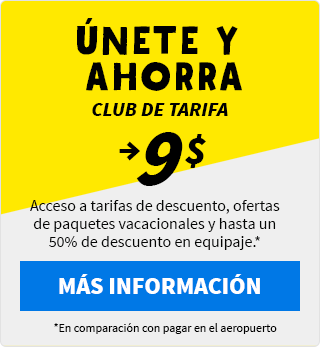 ÚNETE Y
AHORRA
CLUB DE TARIFA
→9$
Acceso a tarifas de descuento, ofertas
de paquetes vacacionales y hasta un
50% de descuento en equipaje.*
MÁS INFORMACIÓN
*En comparación con pagar en el aeropuerto